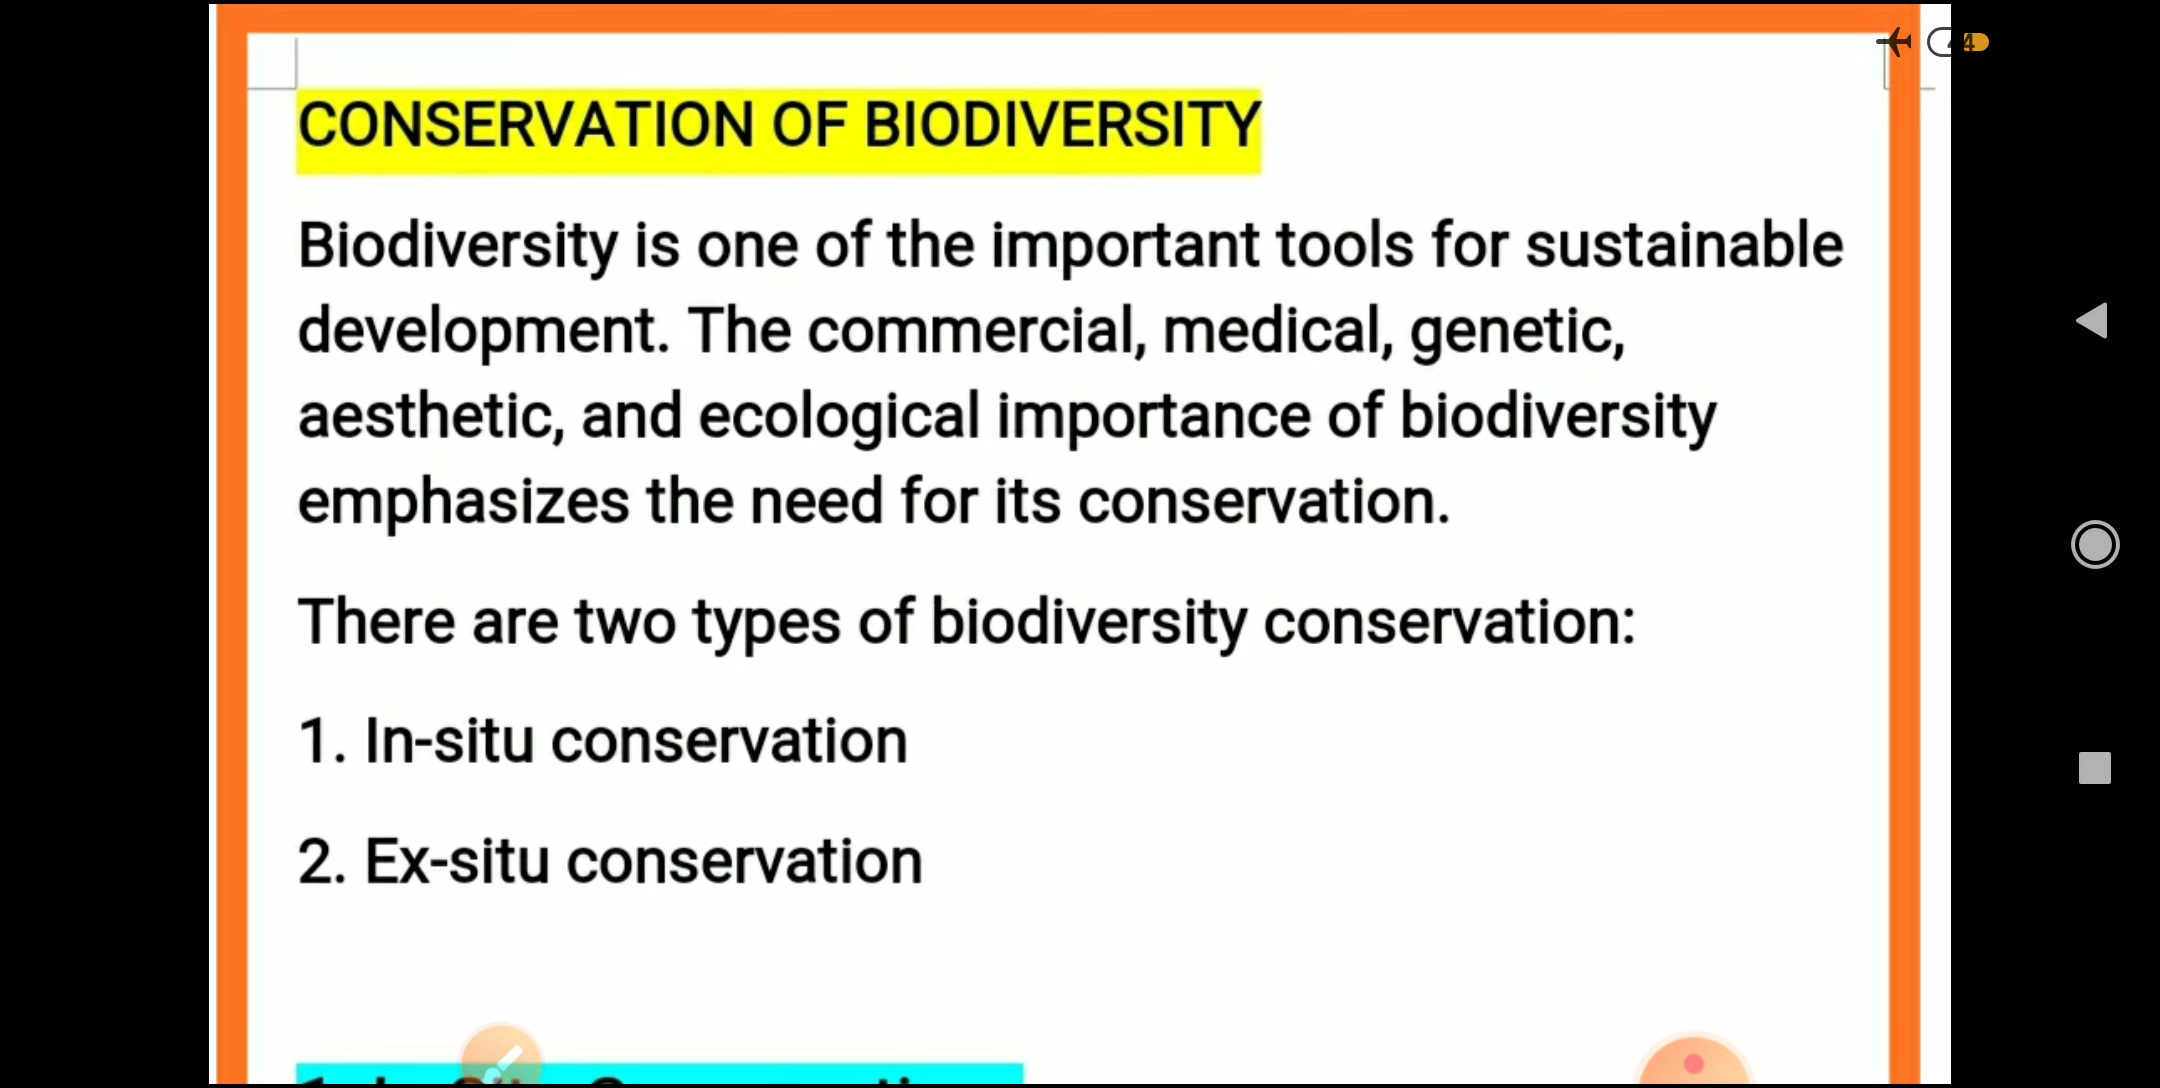 CONSERVATION OF BIODIVERSITY
Biodiversity is one of the important tools for sustainable
development. The commercial, medical, genetic,
aesthetic, and ecological importance of biodiversity
emphasizes the need for its conservation.
There are two types of biodiversity conservation:
1. In-situ conservation
2. Ex-situ conservation